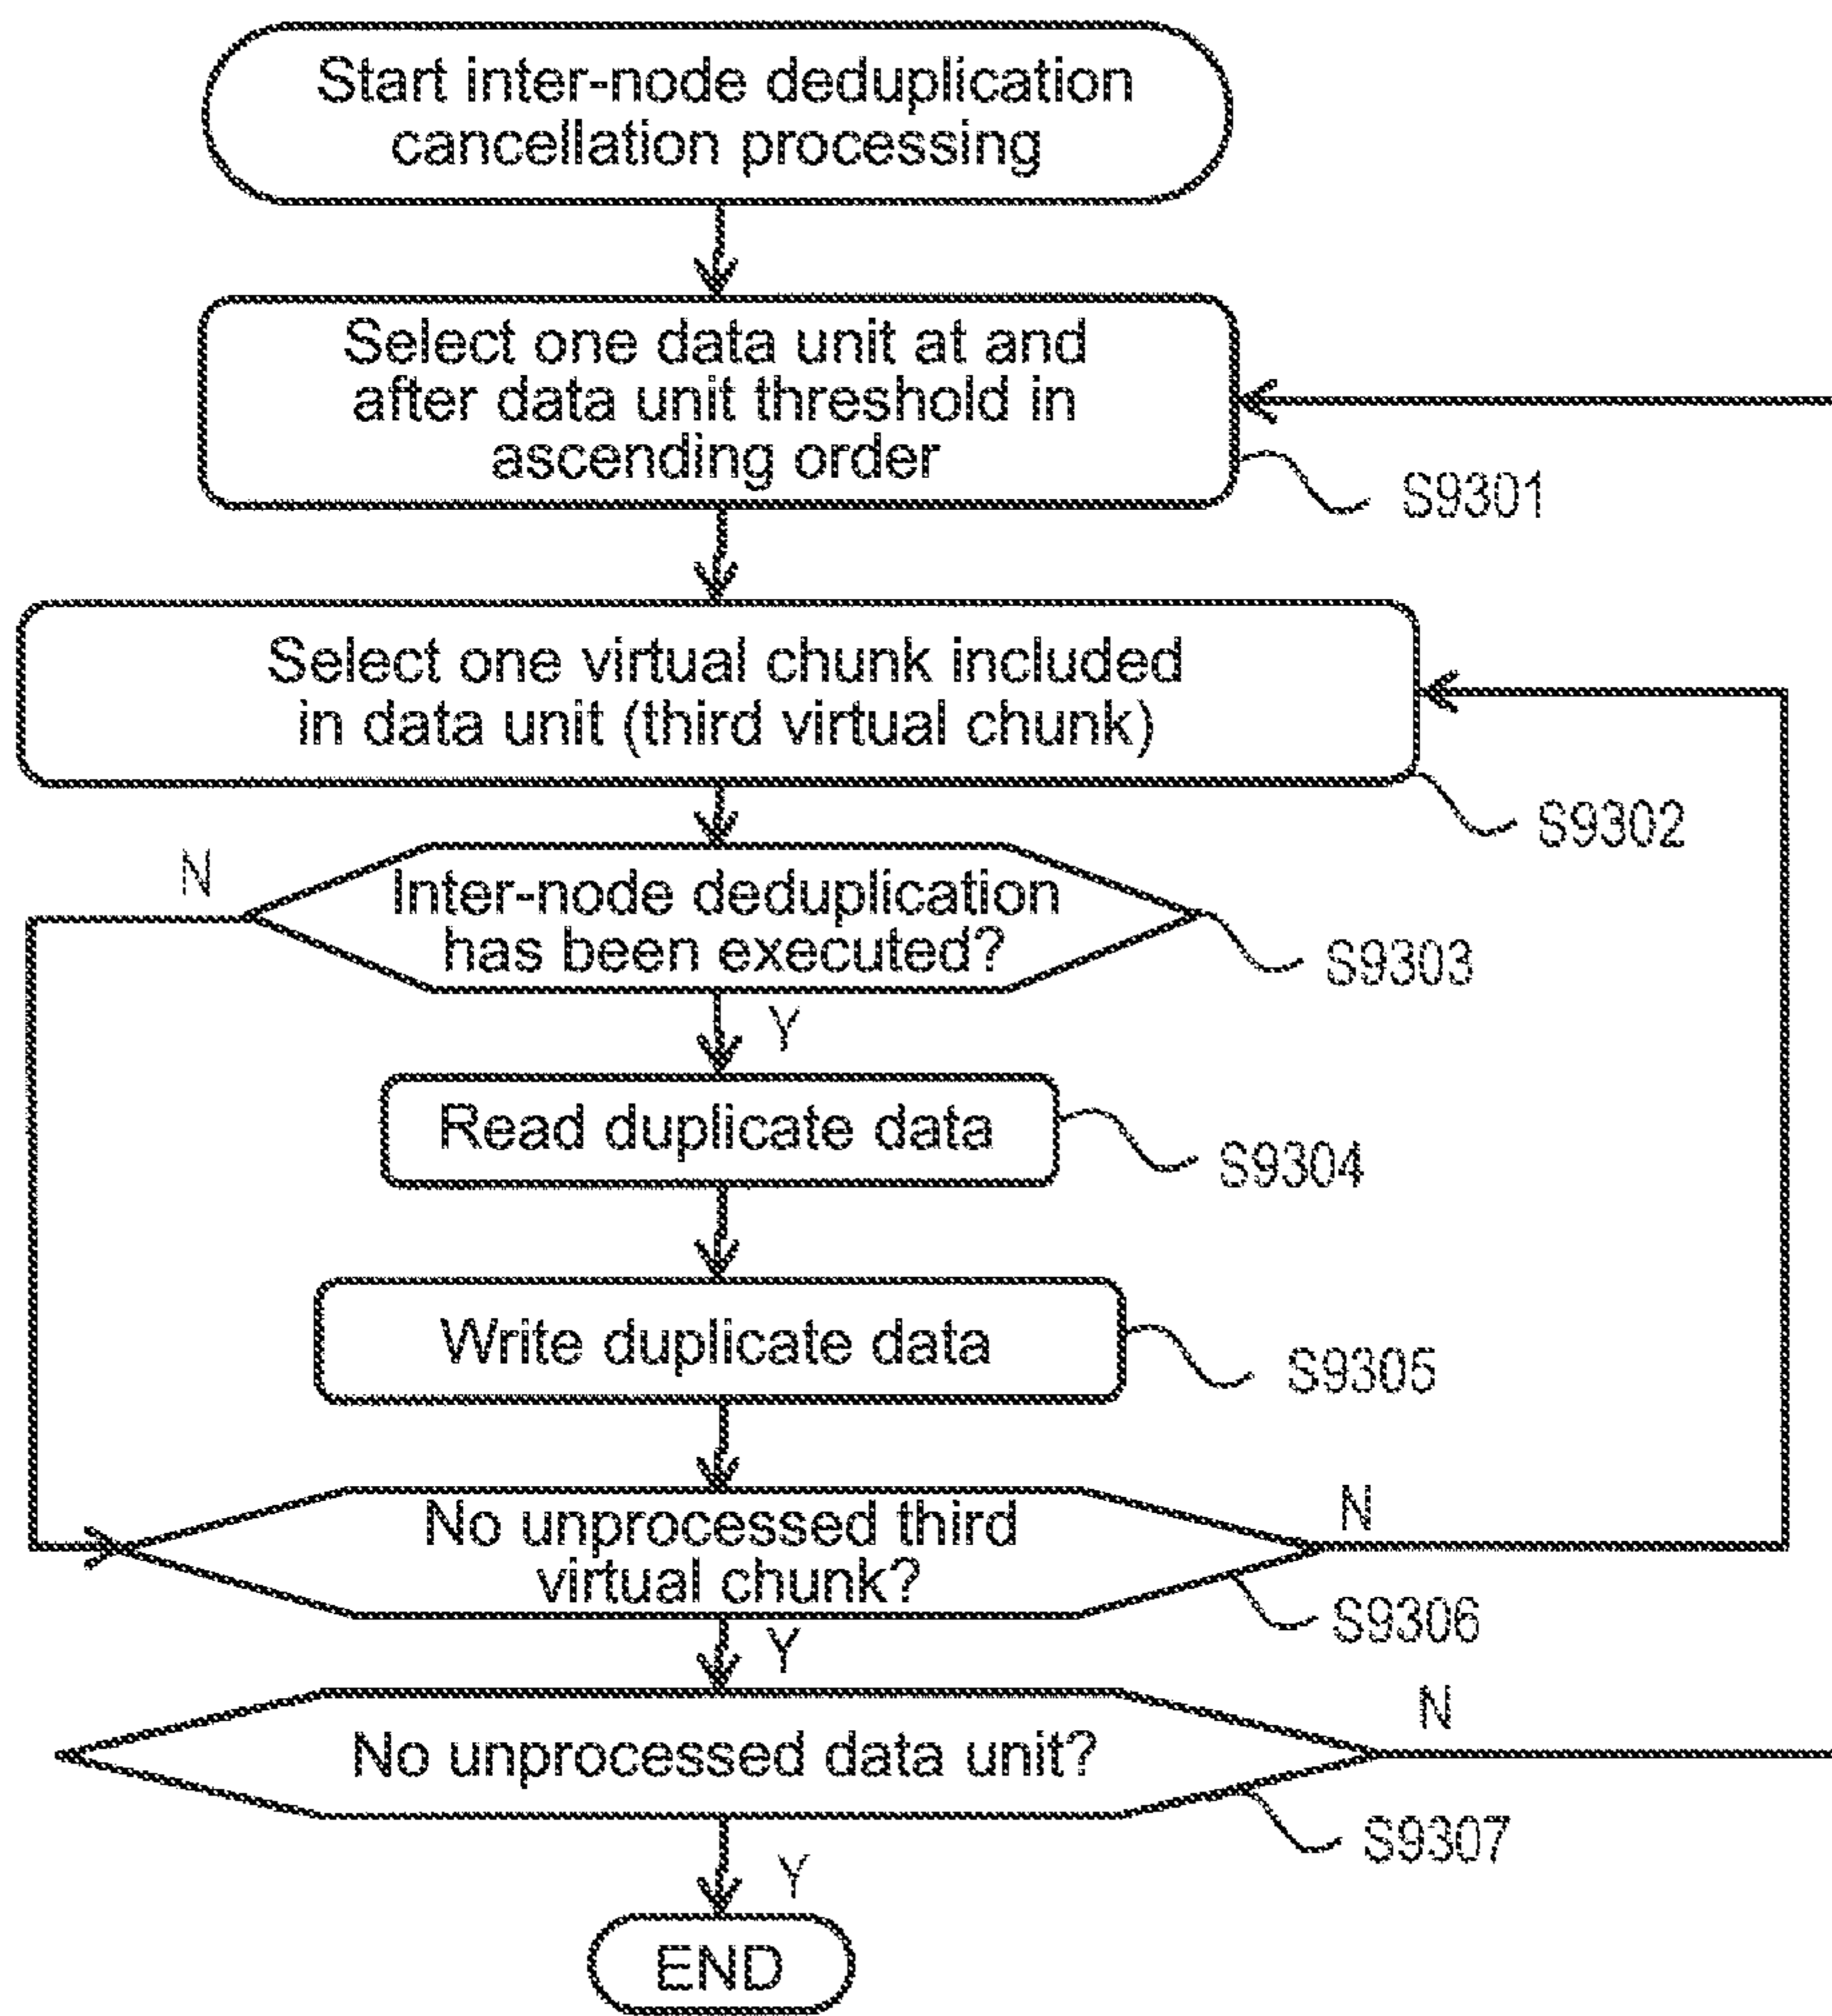 Start inter-node deduplication
cancellation processing
Select one data unit at and
after data unit threshold in
ascending order
S9301
Select one virtual chunk included
in data unit (third virtual chunk)
S9302
N
Inter-node deduplication
has been executed?
S9303
Y
Read duplicate data
S9304
Write duplicate data
S9305
No unprocessed third
virtual chunk?
N
S9306
Y
No unprocessed data unit?
N
S9307
Y
END